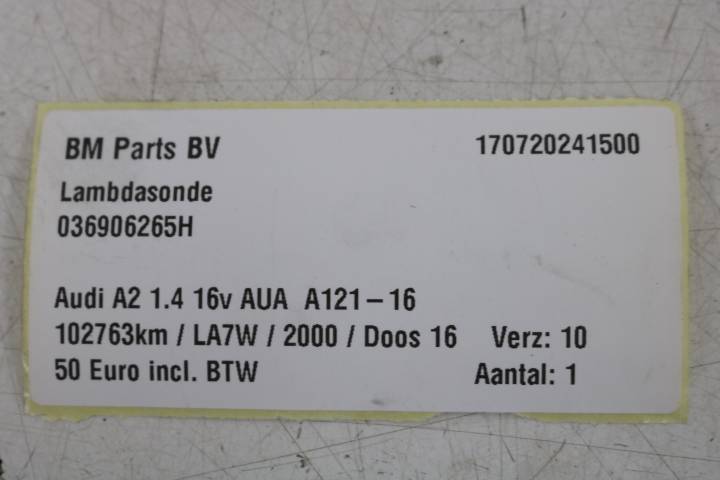 BM Parts BV 170720241500
Lambdasonde
036906265H
Audi A2 1.4 16v AUA A121-16
102763km / LA7W / 2000 / Doos 16 Verz: 10
50 Euro incl. BTW Aantal: 1